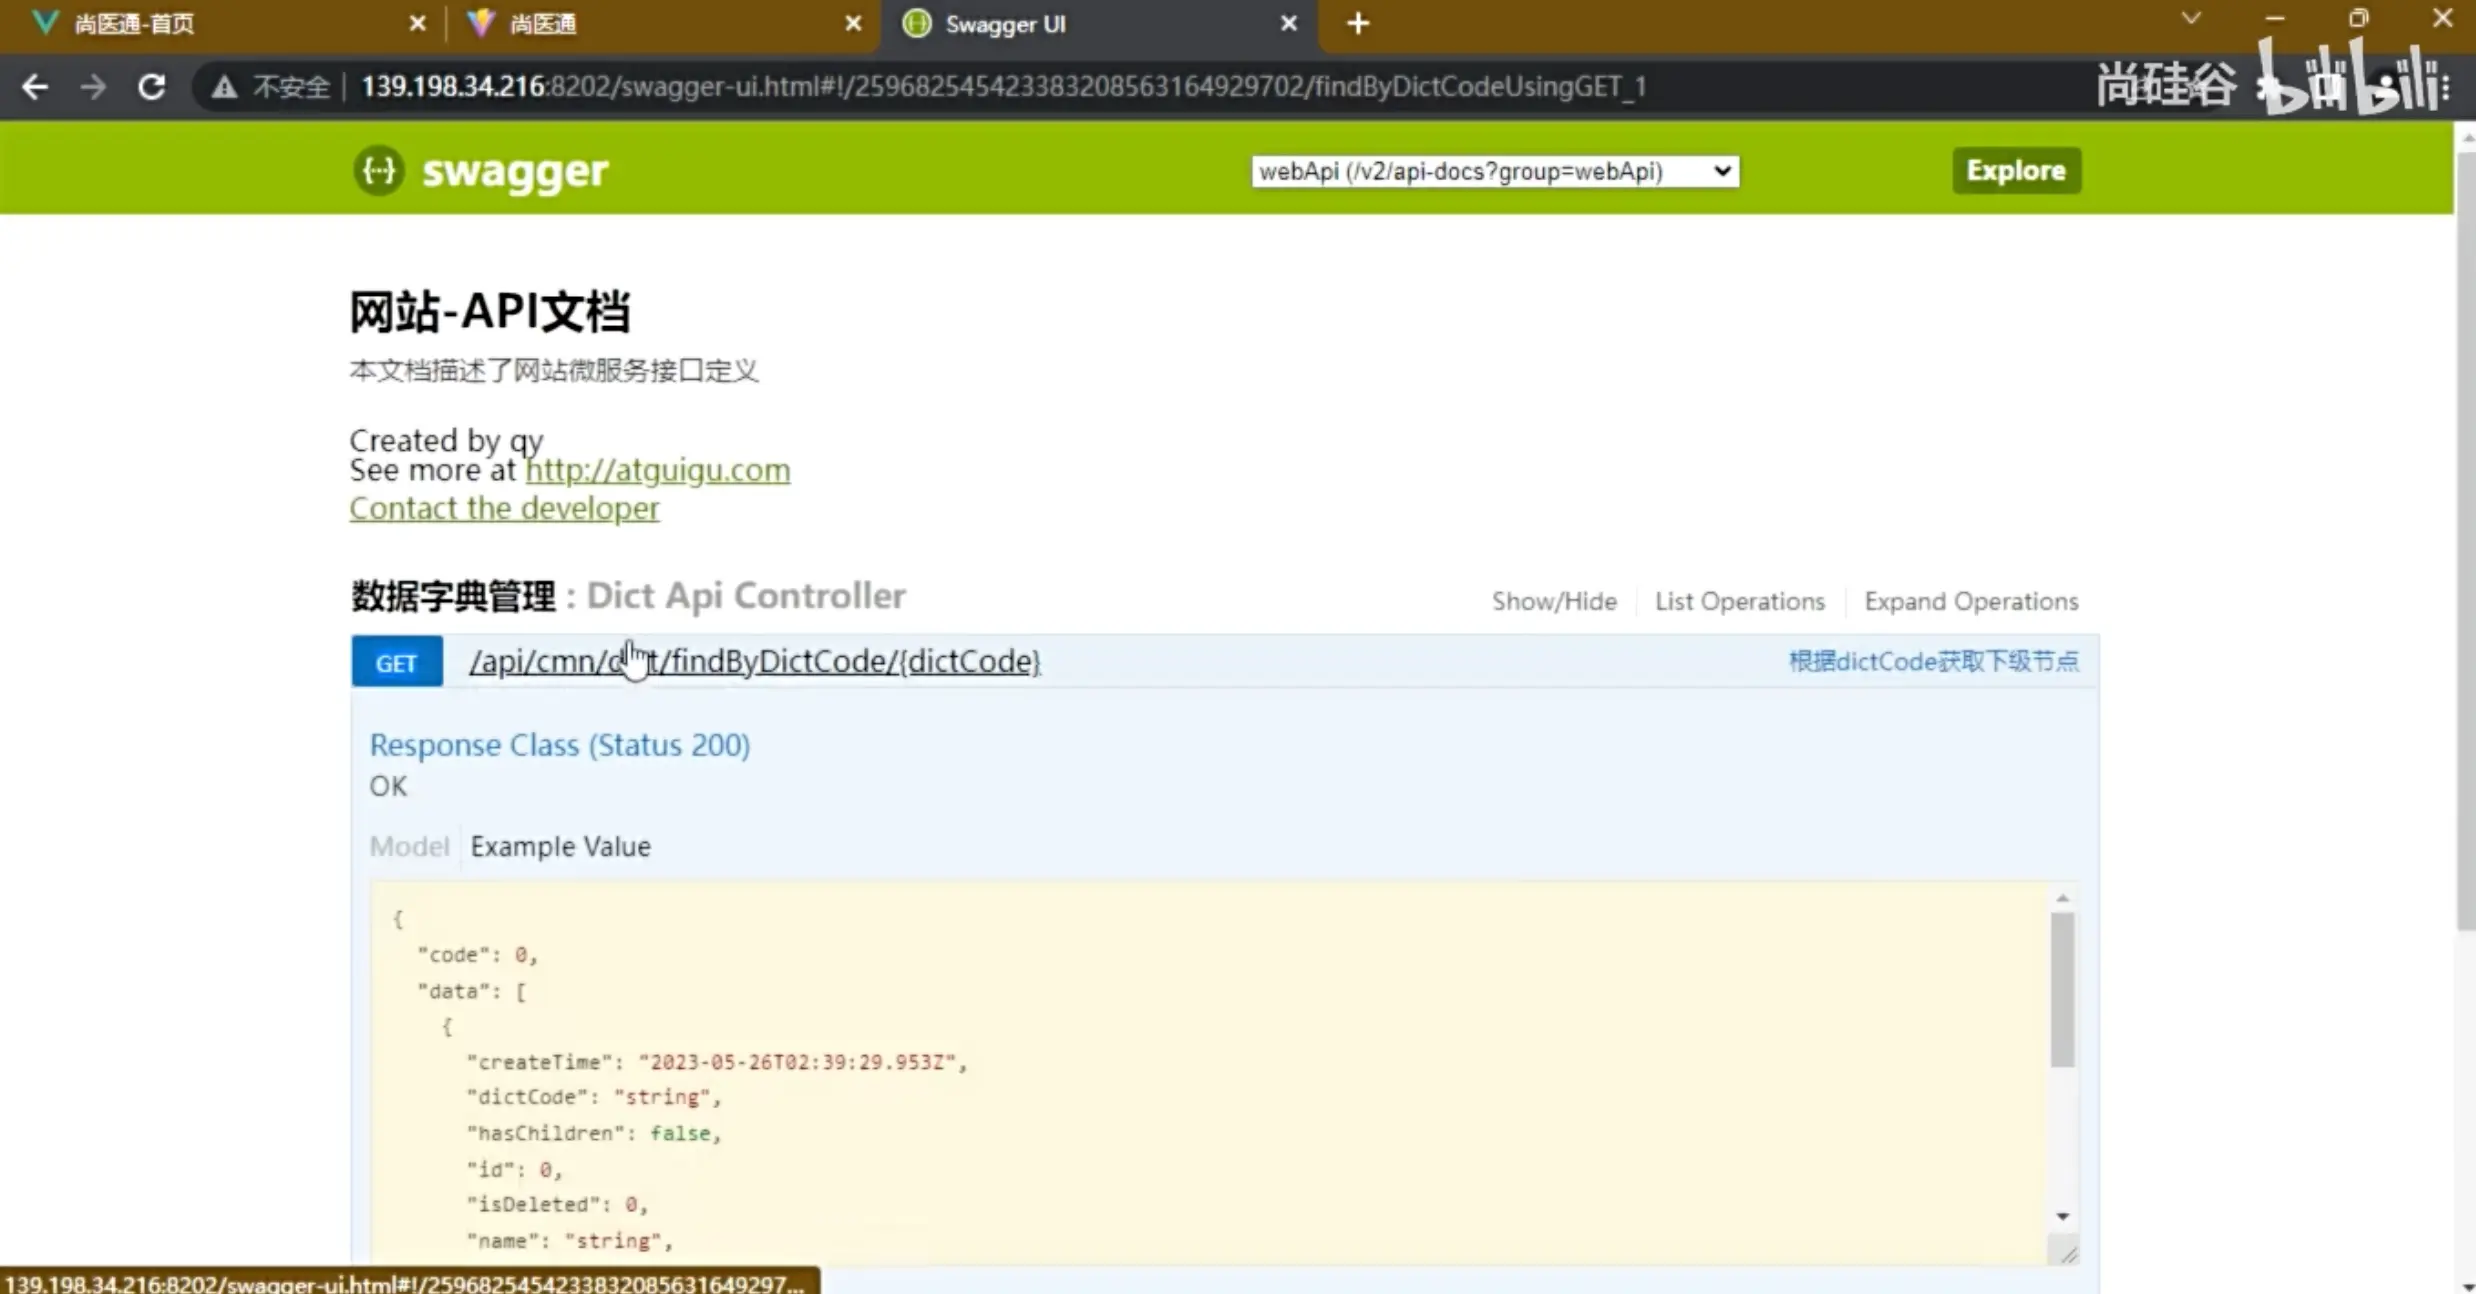 尚医通-首页
尚医通
Swagger UI
不安全 139.198.34.216:8202/swagger-ui.html#!/259682545423383208563164929702/findByDictCodeUsingGET_1
尚硅谷 bilibili
{...} swagger
webApi (/v2/api-docs?group=webApi)
Explore
网站-API文档
本文档描述了网站微服务接口定义
Created by qy
See more at http://atguigu.com
Contact the developer
数据字典管理 : Dict Api Controller
Show/Hide
List Operations
Expand Operations
GET
/api/cmn/dict/findByDictCode/{dictCode}
根据dictCode获取下级节点
Response Class (Status 200)
OK
Model
Example Value
{
"code": 0,
"data": [
{
"createTime": "2023-05-26T02:39:29.953Z",
"dictCode": "string",
"hasChildren": false,
"id": 0,
"isDeleted": 0,
"name": "string",
139.198.34.216:8202/swagger-ui.html#!/2596825454233832085631649297...